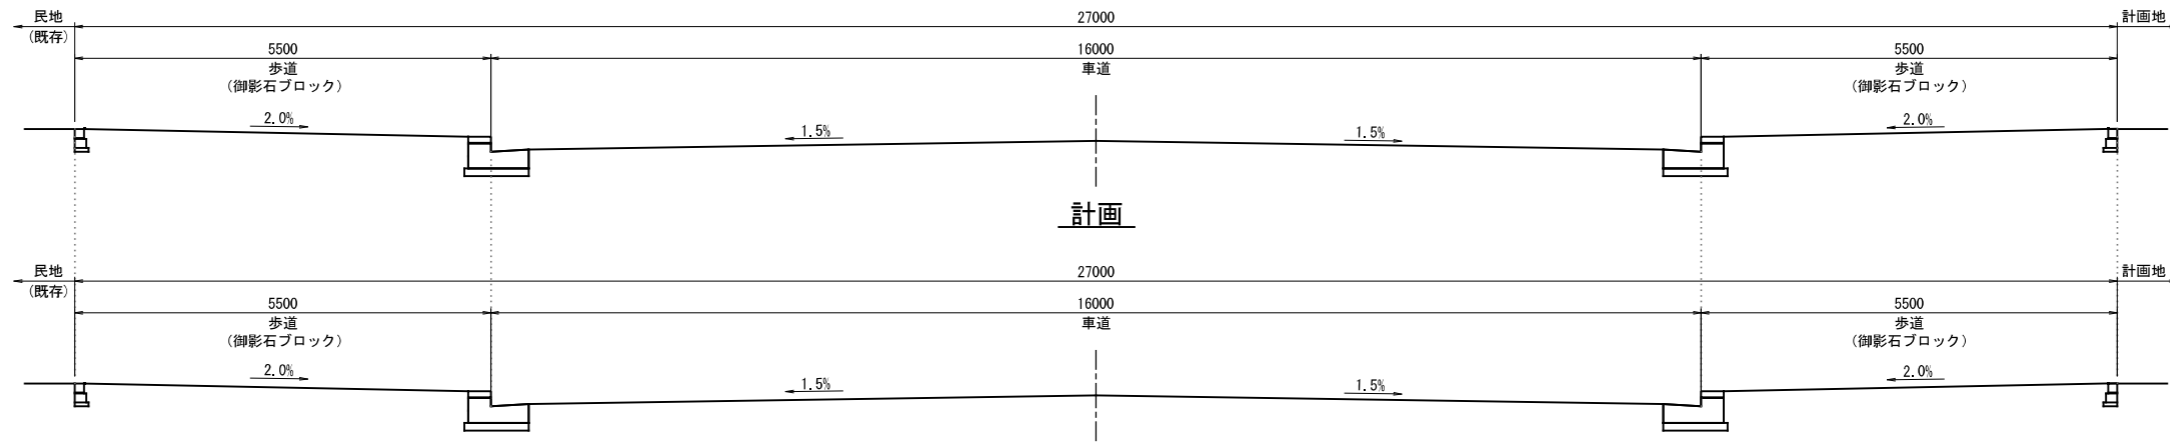 民地
27000
計画地
(既存)
5500
16000
5500
歩道
車道
歩道
(御影石ブロック)
(御影石ブロック)
2.0%
1.5%
1.5%
2.0%
計画
民地
27000
計画地
(既存)
5500
16000
5500
歩道
車道
歩道
(御影石ブロック)
(御影石ブロック)
2.0%
1.5%
1.5%
2.0%